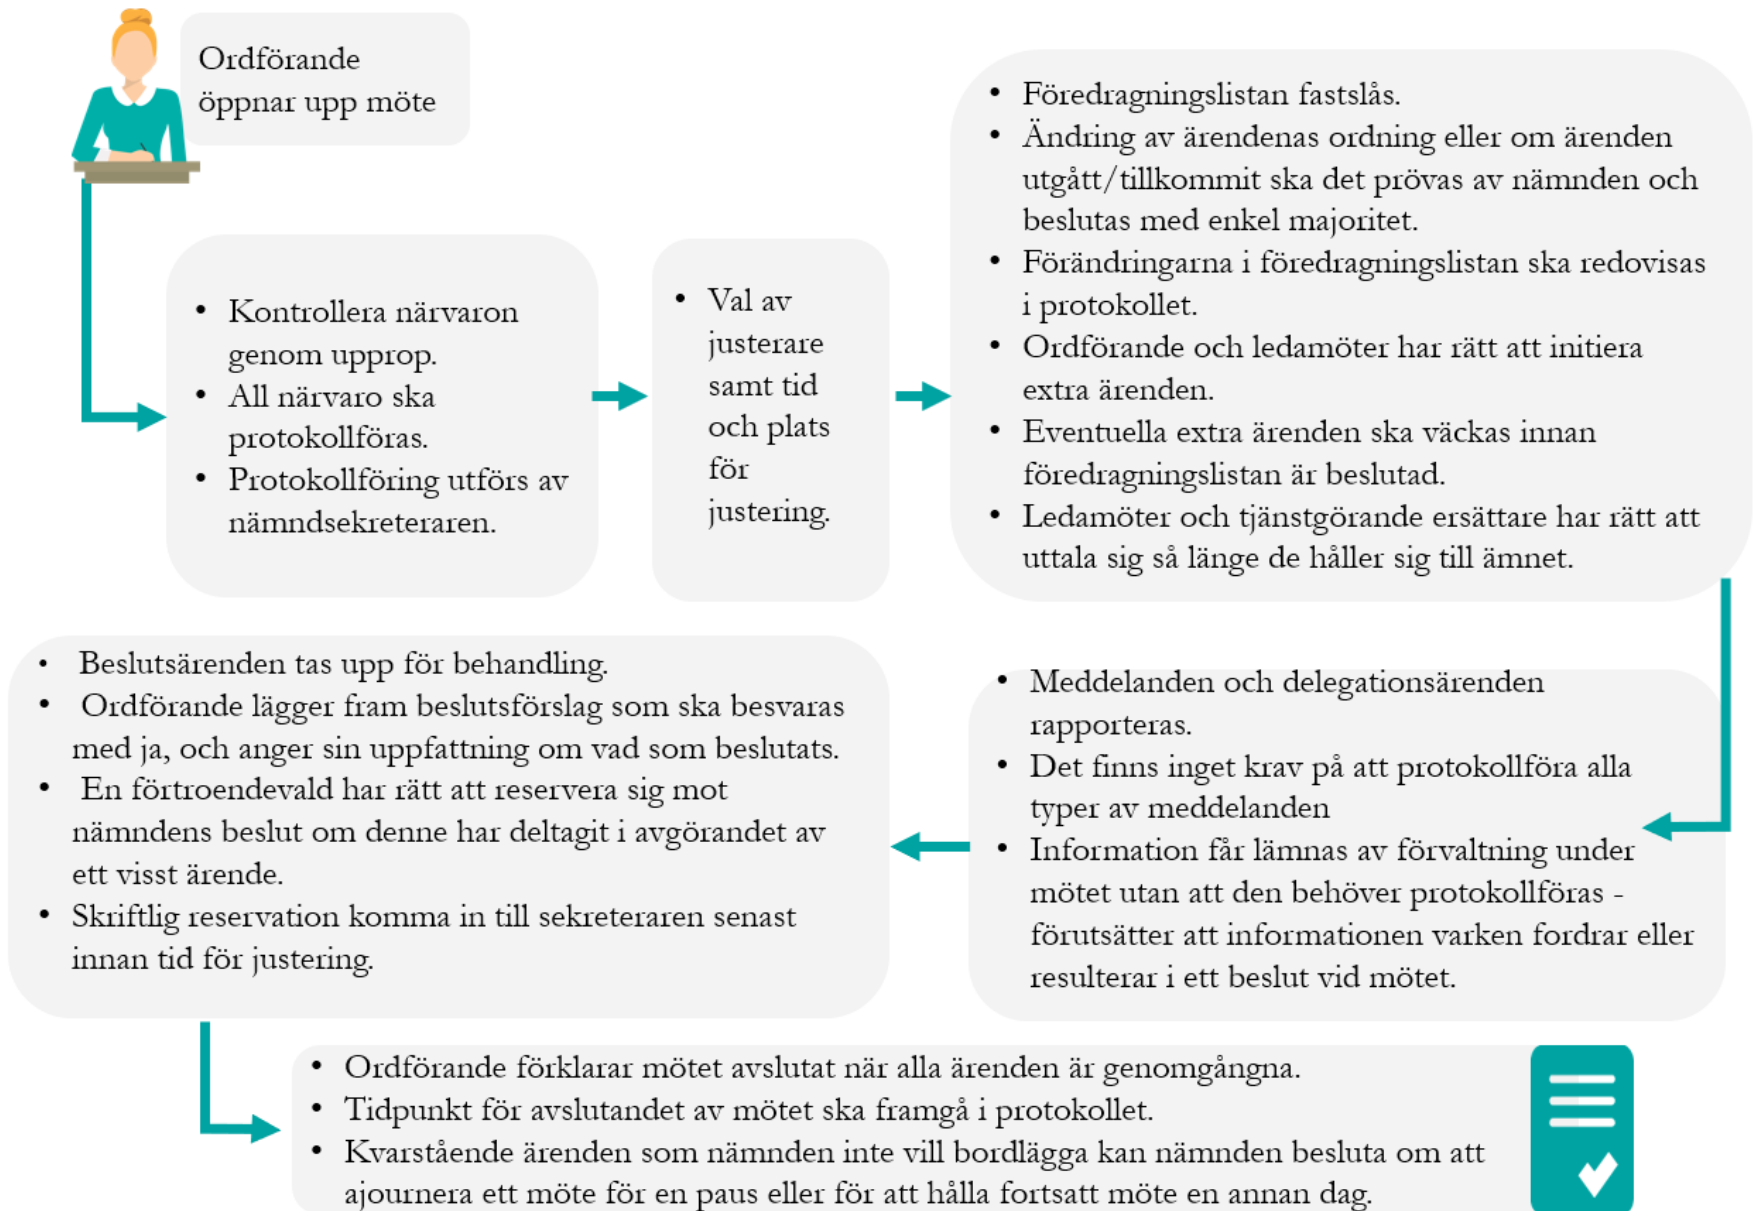 Ordförande
öppnar upp möte
• Kontrollera närvaron
genom upprop.
• All närvaro ska
protokollföras.
• Protokollföring utförs av
nämndsekreteraren.
• Val av
justerare
samt tid
och plats
för
justering.
• Föredragningslistan fastslås.
• Ändring av ärendenas ordning eller om ärenden
utgått/tillkommit ska det prövas av nämnden och
beslutas med enkel majoritet.
• Förändringarna i föredragningslistan ska redovisas
i protokollet.
• Ordförande och ledamöter har rätt att initiera
extra ärenden.
• Eventuella extra ärenden ska väckas innan
föredragningslistan är beslutad.
• Ledamöter och tjänstgörande ersättare har rätt att
uttala sig så länge de håller sig till ämnet.
• Meddelanden och delegationsärenden
rapporteras.
• Det finns inget krav på att protokollföra alla
typer av meddelanden
• Information får lämnas av förvaltning under
mötet utan att den behöver protokollföras -
förutsätter att informationen varken fordrar eller
resulterar i ett beslut vid mötet.
• Beslutsärenden tas upp för behandling.
• Ordförande lägger fram beslutsförslag som ska besvaras
med ja, och anger sin uppfattning om vad som beslutats.
• En förtroendevald har rätt att reservera sig mot
nämndens beslut om denne har deltagit i avgörandet av
ett visst ärende.
• Skriftlig reservation komma in till sekreteraren senast
innan tid för justering.
• Ordförande förklarar mötet avslutat när alla ärenden är genomgångna.
• Tidpunkt för avslutandet av mötet ska framgå i protokollet.
• Kvarstående ärenden som nämnden inte vill bordlägga kan nämnden besluta om att
ajournera ett möte för en paus eller för att hålla fortsatt möte en annan dag.